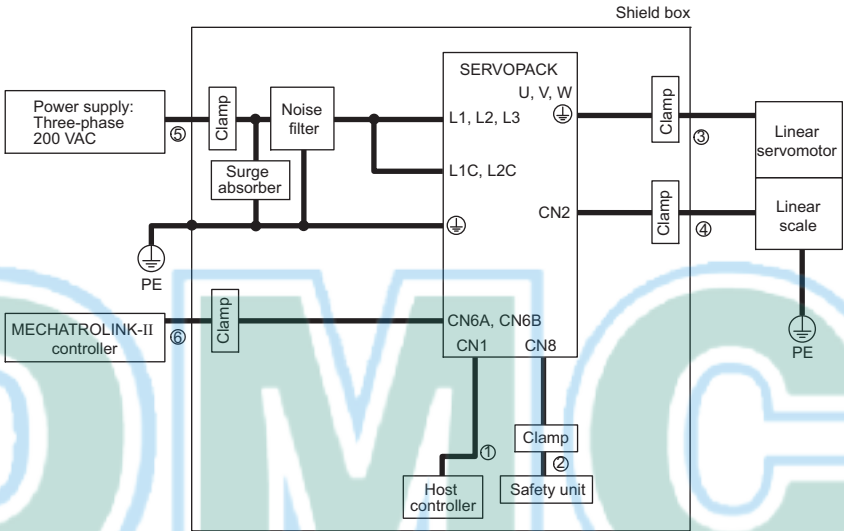 Shield box
SERVOPACK
U, V, W
Power supply:
Three-phase
200 VAC
⑤
Clamp
Noise
filter
L1, L2, L3
Clamp
③
Linear
servomotor
Surge
absorber
L1C, L2C
CN2
Clamp
④
Linear
scale
PE
PE
MECHATROLINK-II
controller
⑥
Clamp
CN6A, CN6B
CN1
CN8
①
Clamp
②
Host
controller
Safety unit
DMC